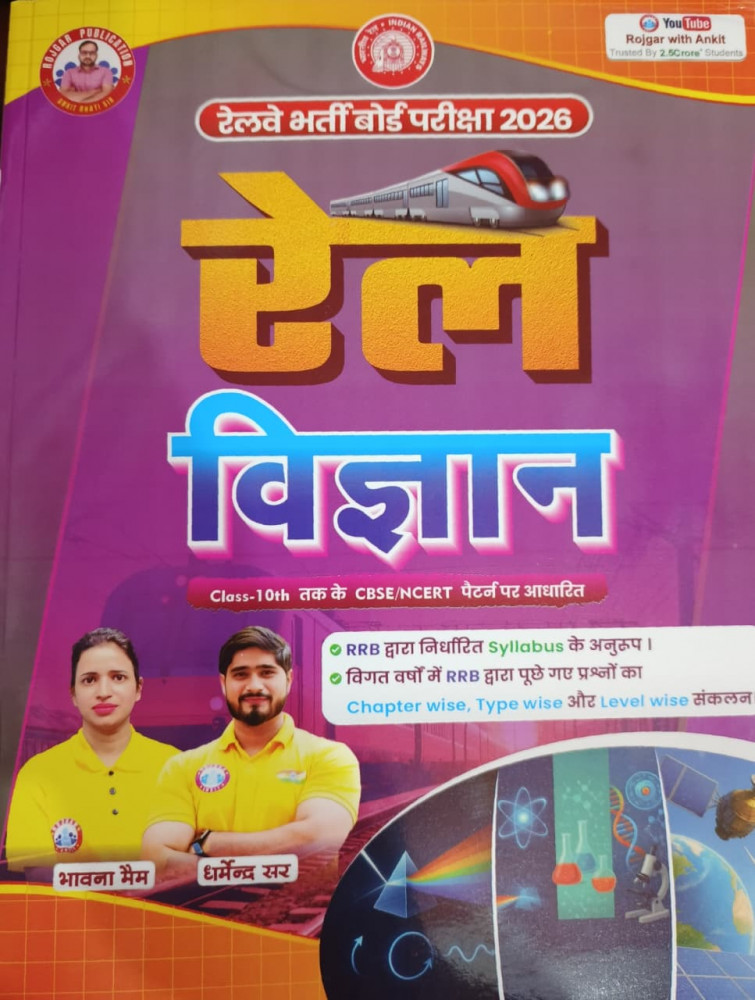 ROJGAR PUBLICATION
ANKIT BHATI SIR
भारतीय रेल
INDIAN RAILWAYS
YouTube
Rojgar with Ankit
Trusted By 2.5Crore+ Students
रेलवे भर्ती बोर्ड परीक्षा 2026
रेल
विज्ञान
Class-10th तक के CBSE/NCERT पैटर्न पर आधारित
RRB द्वारा निर्धारित Syllabus के अनुरूप ।
विगत वर्षों में RRB द्वारा पूछे गए प्रश्नों का
Chapter wise, Type wise और Level wise संकलन
भावना मैम
धर्मेन्द्र सर